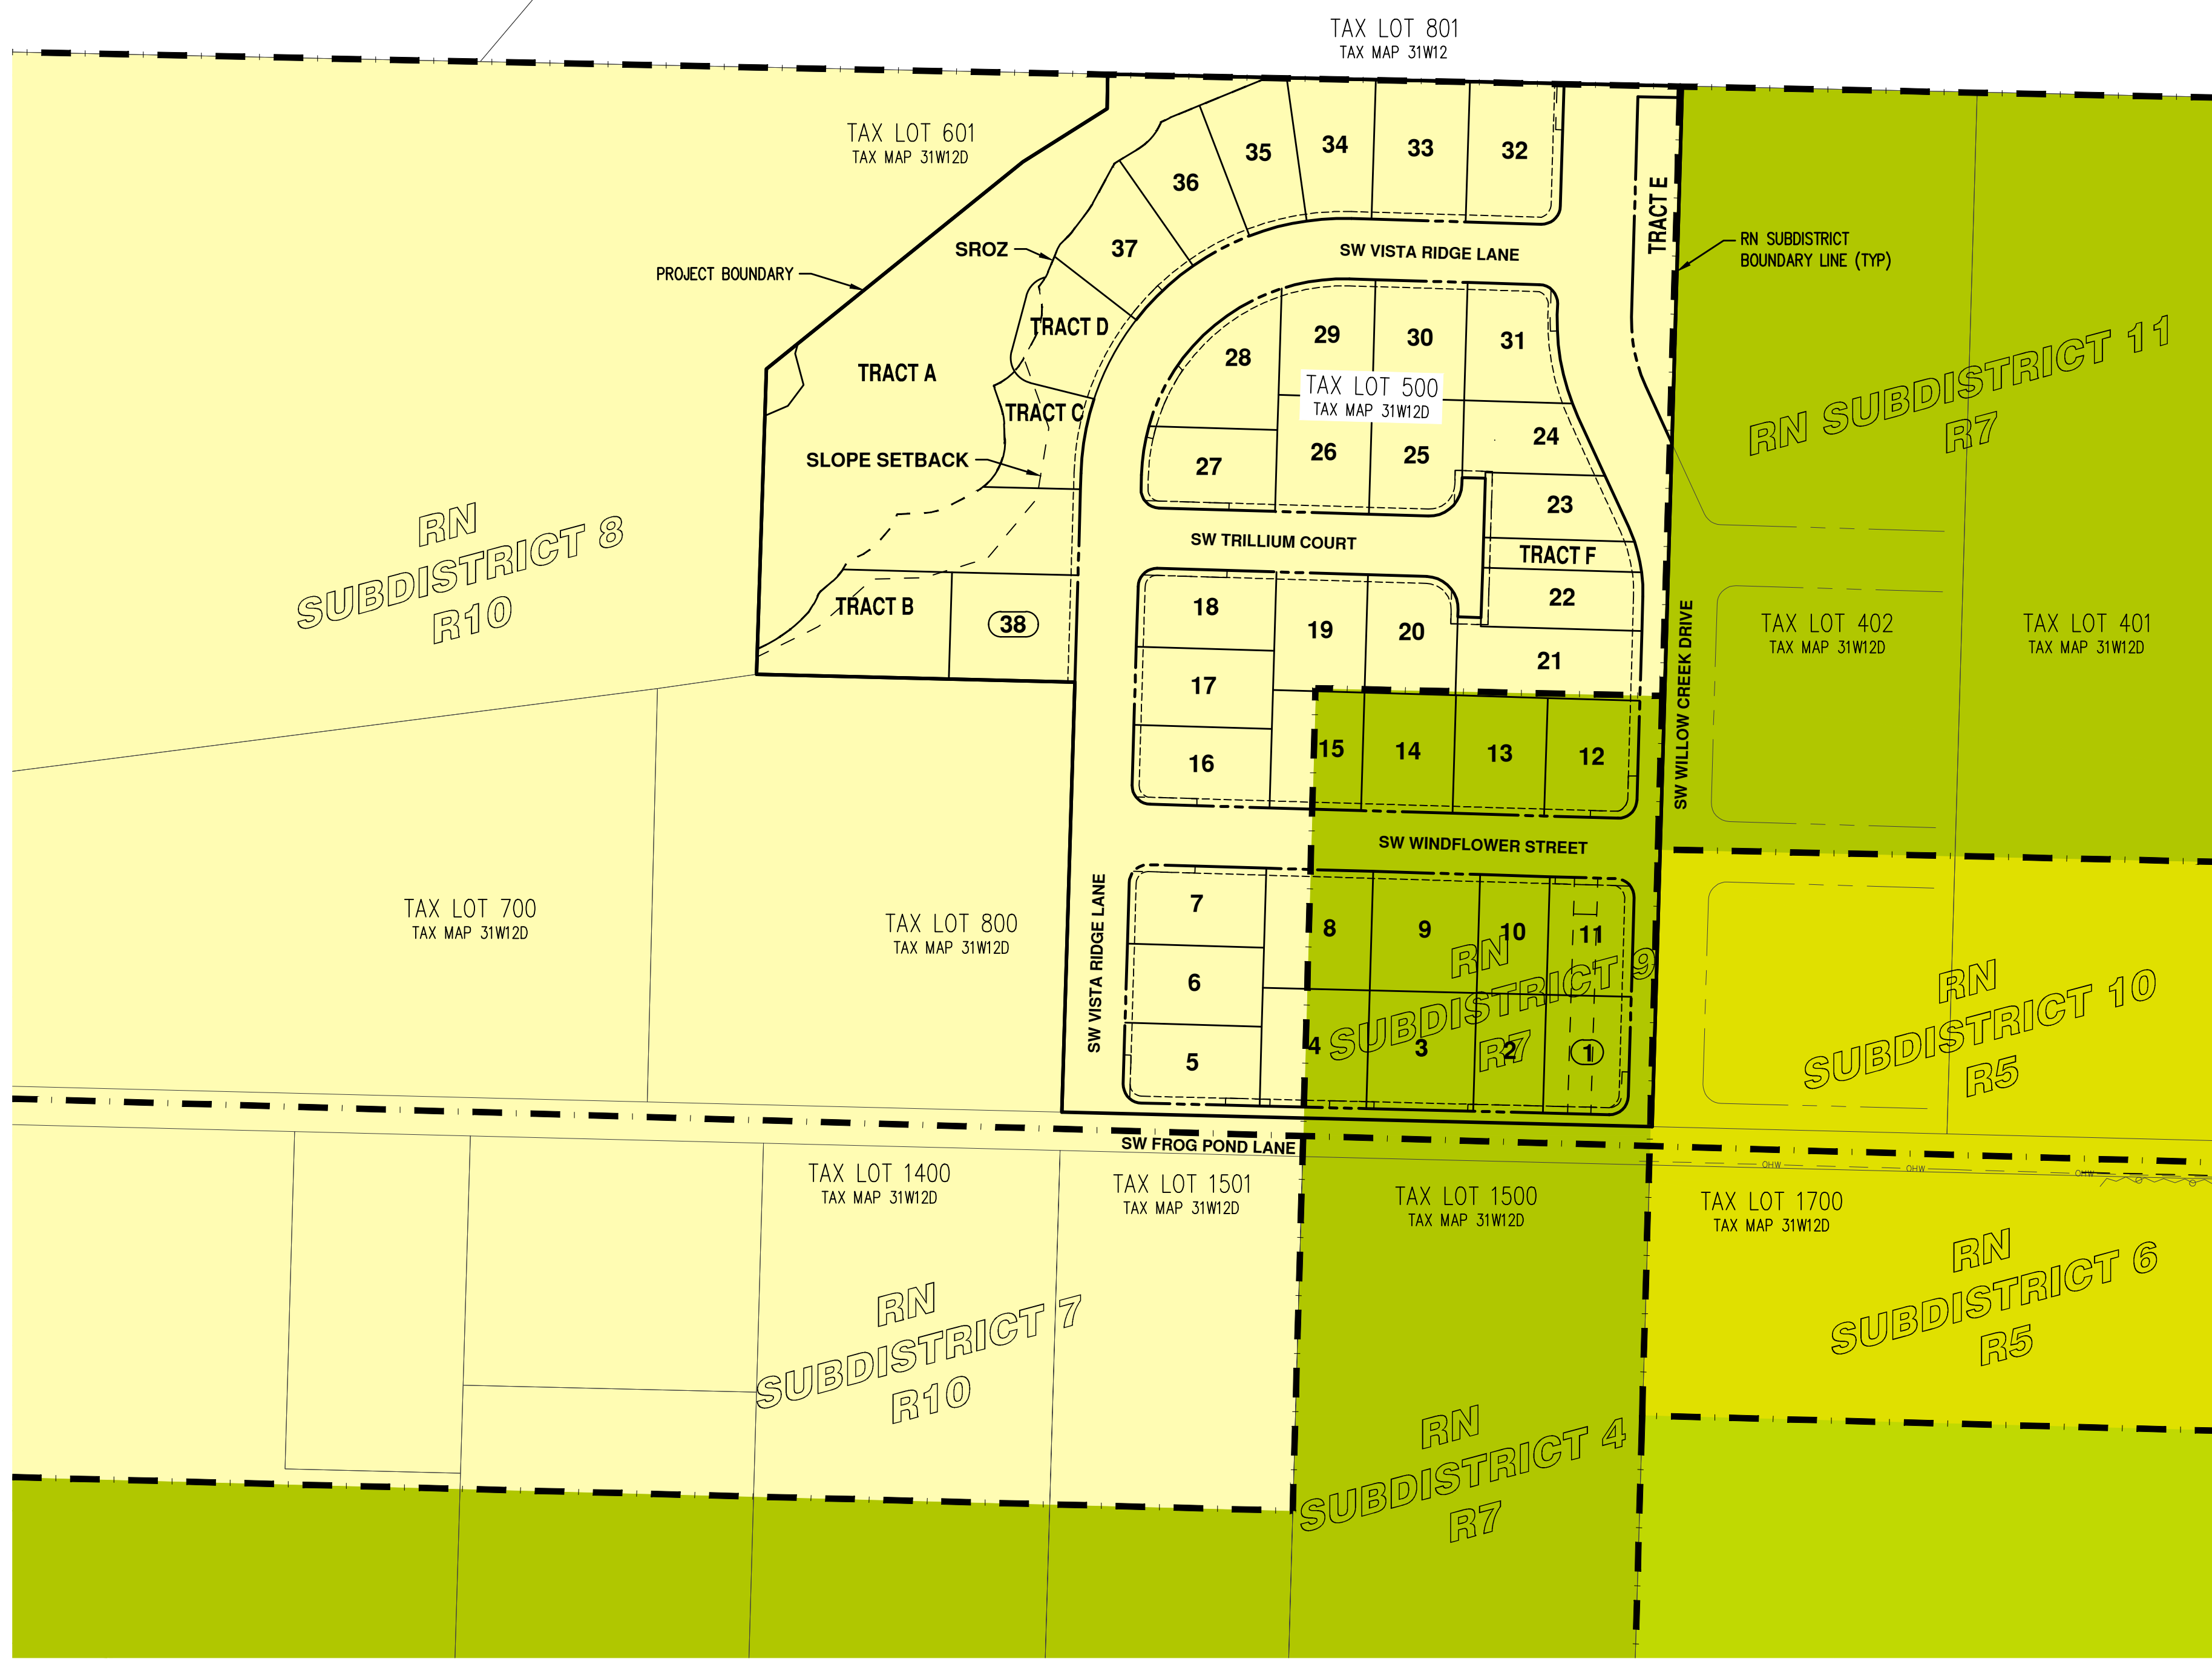 TAX LOT 801
TAX MAP 31W12
TAX LOT 601
TAX MAP 31W12D
35
34
33
32
36
37
SROZ
PROJECT BOUNDARY
SW VISTA RIDGE LANE
TRACT E
RN SUBDISTRICT
BOUNDARY LINE (TYP)
TRACT D
TRACT A
TRACT C
SLOPE SETBACK
28
29
30
31
TAX LOT 500
TAX MAP 31W12D
27
26
25
24
23
RN SUBDISTRICT 11
R7
RN
SUBDISTRICT 8
R10
SW TRILLIUM COURT
TRACT F
22
21
TRACT B
38
18
19
20
17
16
SW WILLOW CREEK DRIVE
TAX LOT 402
TAX MAP 31W12D
TAX LOT 401
TAX MAP 31W12D
15
14
13
12
SW WINDFLOWER STREET
TAX LOT 700
TAX MAP 31W12D
TAX LOT 800
TAX MAP 31W12D
SW VISTA RIDGE LANE
7
8
9
10
11
RN
SUBDISTRICT 9
R7
6
5
4
3
2
1
RN
SUBDISTRICT 10
R5
SW FROG POND LANE
OHW
OHW
OHW
TAX LOT 1400
TAX MAP 31W12D
TAX LOT 1501
TAX MAP 31W12D
TAX LOT 1500
TAX MAP 31W12D
TAX LOT 1700
TAX MAP 31W12D
RN
SUBDISTRICT 7
R10
RN
SUBDISTRICT 6
R5
RN
SUBDISTRICT 4
R7